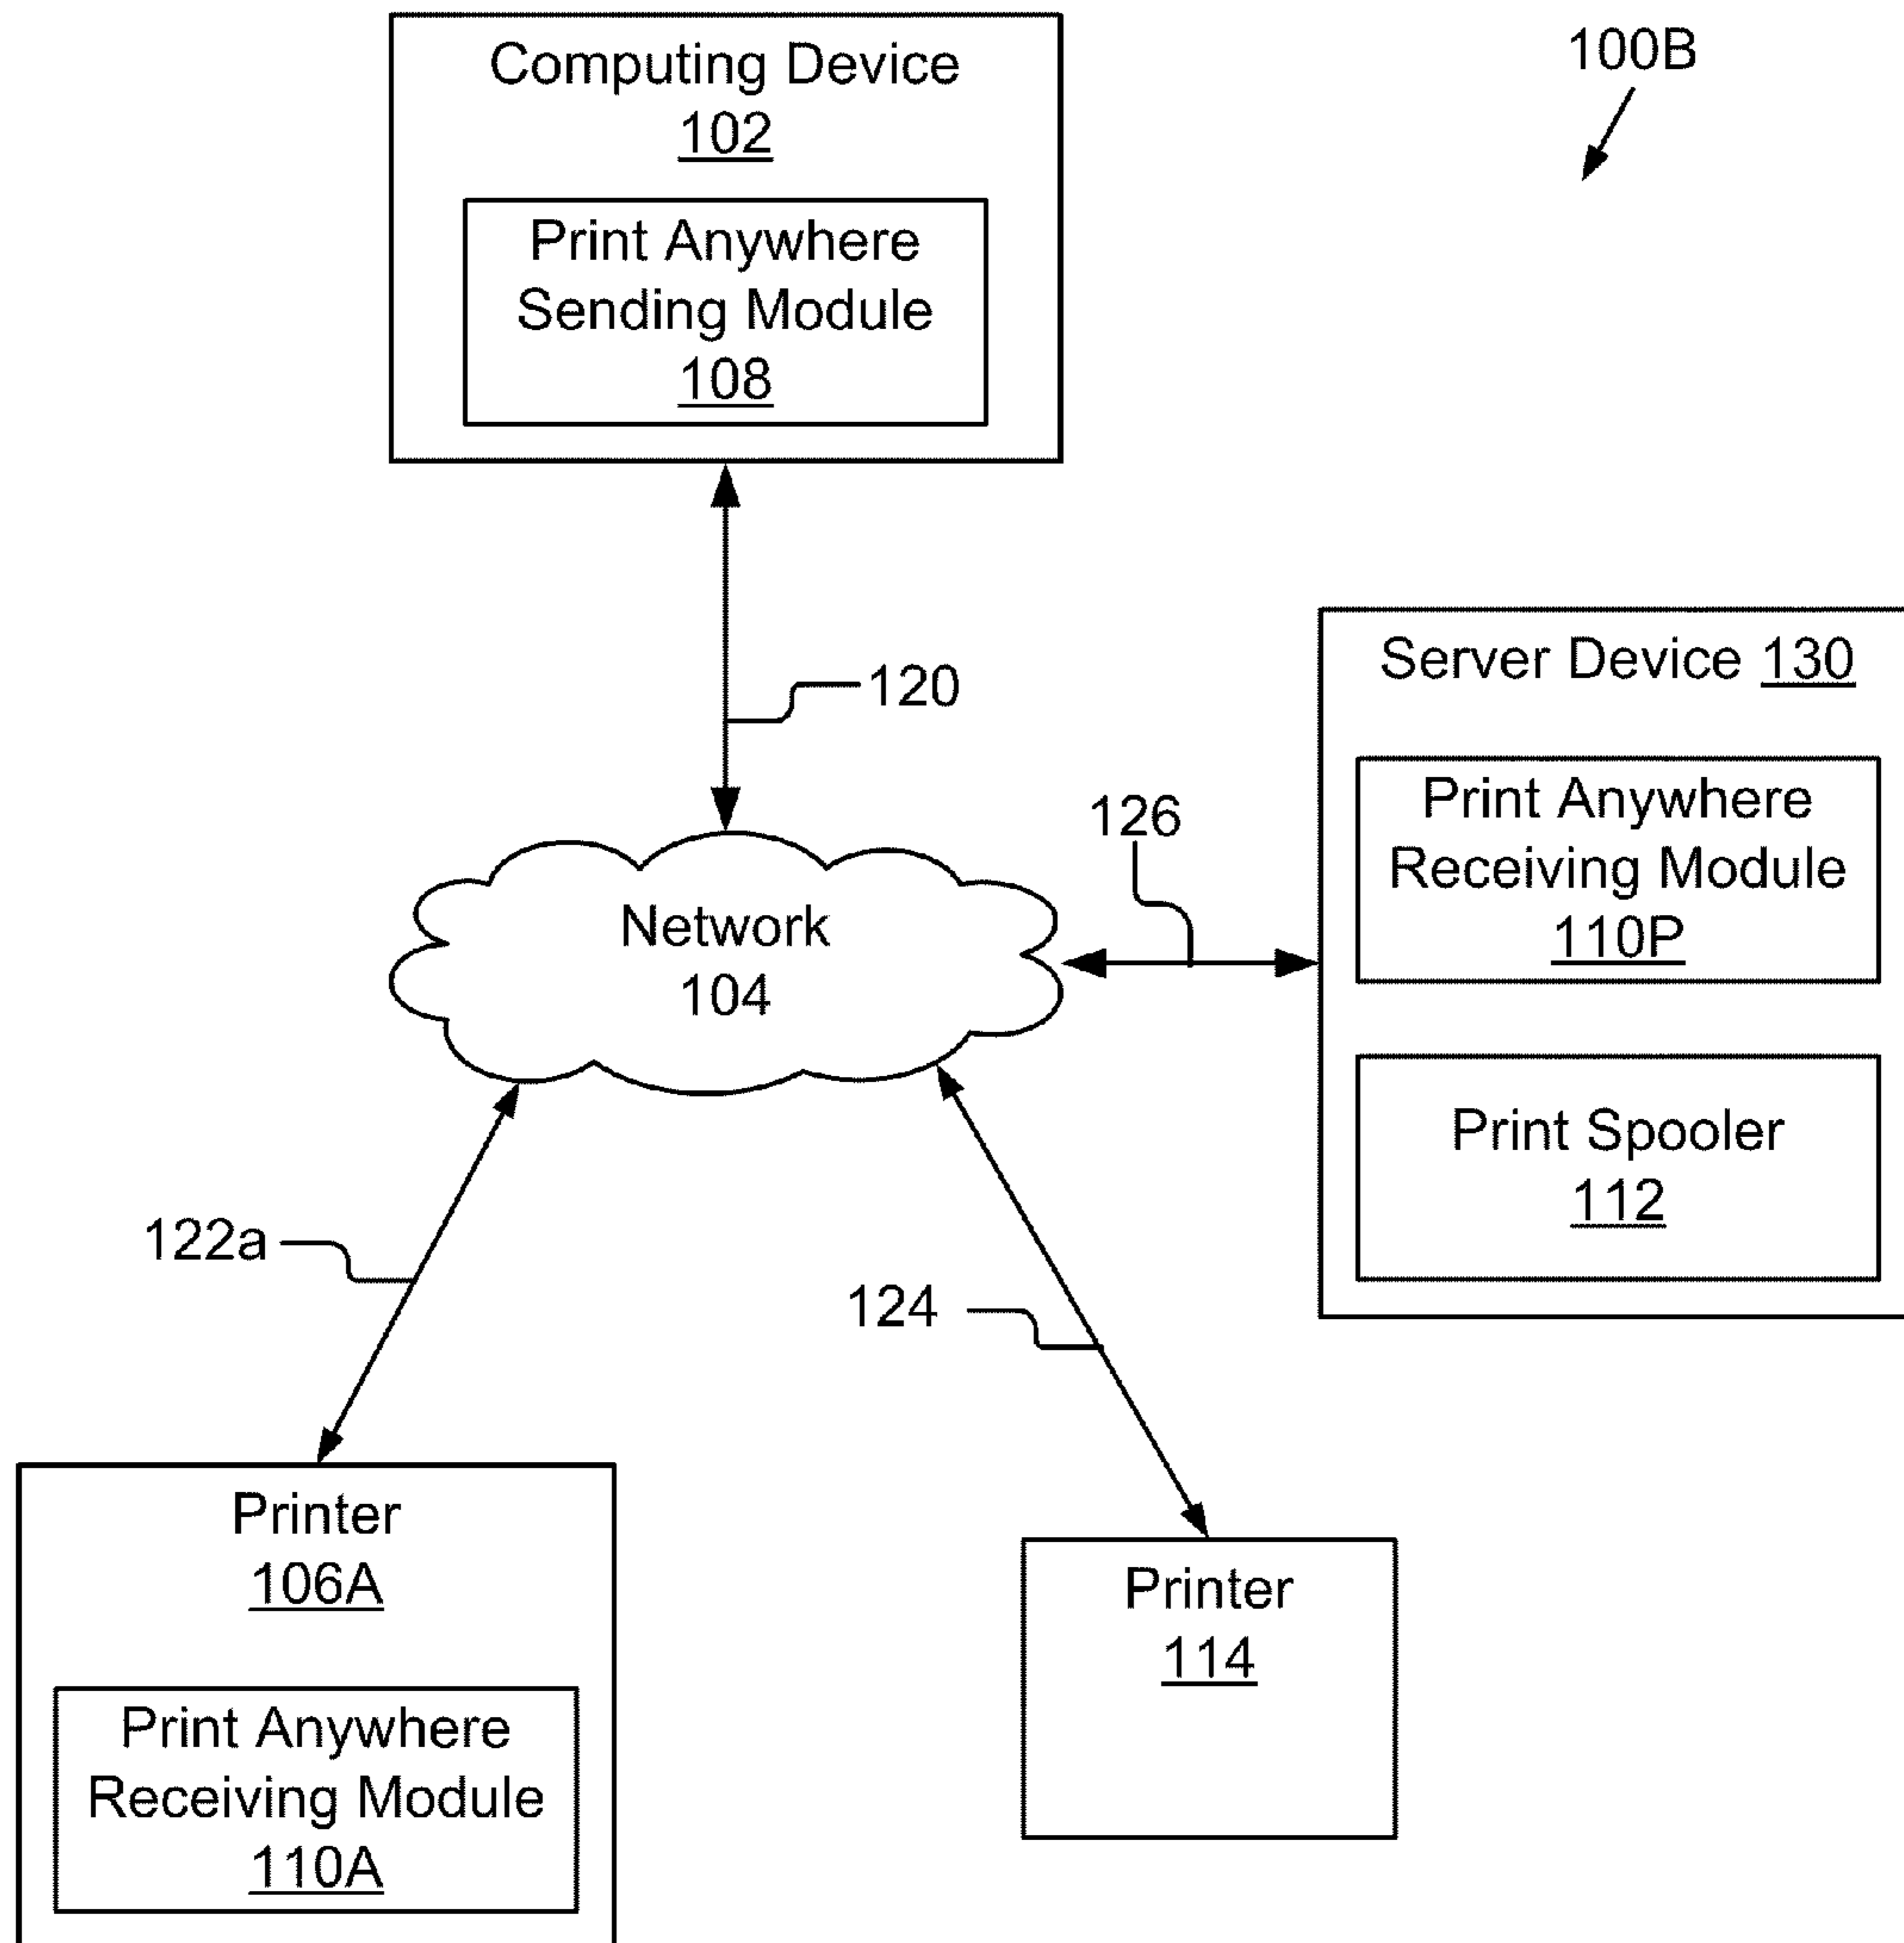 Computing Device
102
Print Anywhere
Sending Module
108
100B
120
Server Device 130
Print Anywhere
Receiving Module
110P
Print Spooler
112
126
Network
104
122a
124
Printer
106A
Print Anywhere
Receiving Module
110A
Printer
114